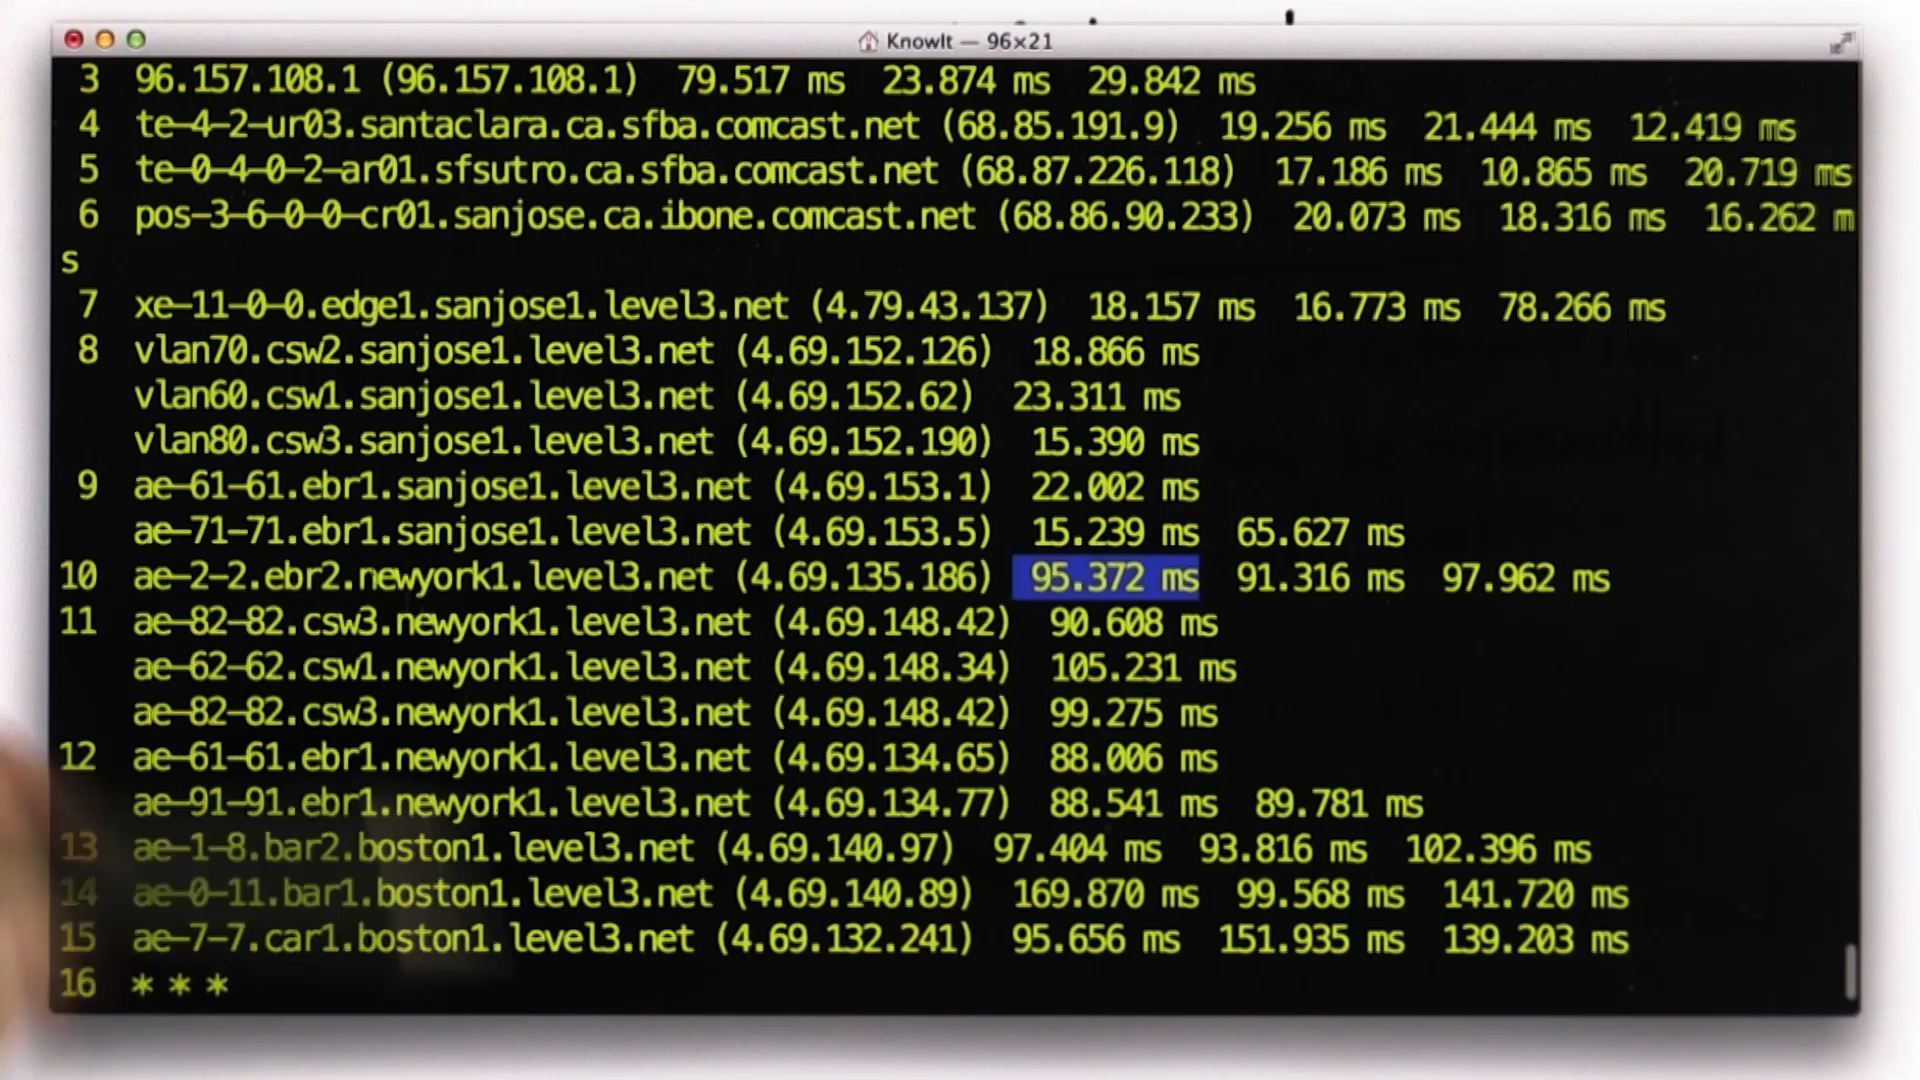 KnowIt — 96×21
3 96.157.108.1 (96.157.108.1) 79.517 ms 23.874 ms 29.842 ms
4 te-4-2-ur03.santaclara.ca.sfba.comcast.net (68.85.191.9) 19.256 ms 21.444 ms 12.419 ms
5 te-0-4-0-2-ar01.sfsutro.ca.sfba.comcast.net (68.87.226.118) 17.186 ms 10.865 ms 20.719 ms
6 pos-3-6-0-0-cr01.sanjose.ca.ibone.comcast.net (68.86.90.233) 20.073 ms 18.316 ms 16.262 m
s
7 xe-11-0-0.edge1.sanjose1.level3.net (4.79.43.137) 18.157 ms 16.773 ms 78.266 ms
8 vlan70.csw2.sanjose1.level3.net (4.69.152.126) 18.866 ms
vlan60.csw1.sanjose1.level3.net (4.69.152.62) 23.311 ms
vlan80.csw3.sanjose1.level3.net (4.69.152.190) 15.390 ms
9 ae-61-61.ebr1.sanjose1.level3.net (4.69.153.1) 22.002 ms
ae-71-71.ebr1.sanjose1.level3.net (4.69.153.5) 15.239 ms 65.627 ms
10 ae-2-2.ebr2.newyork1.level3.net (4.69.135.186) 95.372 ms 91.316 ms 97.962 ms
11 ae-82-82.csw3.newyork1.level3.net (4.69.148.42) 90.608 ms
ae-62-62.csw1.newyork1.level3.net (4.69.148.34) 105.231 ms
ae-82-82.csw3.newyork1.level3.net (4.69.148.42) 99.275 ms
12 ae-61-61.ebr1.newyork1.level3.net (4.69.134.65) 88.006 ms
ae-91-91.ebr1.newyork1.level3.net (4.69.134.77) 88.541 ms 89.781 ms
13 ae-1-8.bar2.boston1.level3.net (4.69.140.97) 97.404 ms 93.816 ms 102.396 ms
14 ae-0-11.bar1.boston1.level3.net (4.69.140.89) 169.870 ms 99.568 ms 141.720 ms
15 ae-7-7.car1.boston1.level3.net (4.69.132.241) 95.656 ms 151.935 ms 139.203 ms
16 * * *